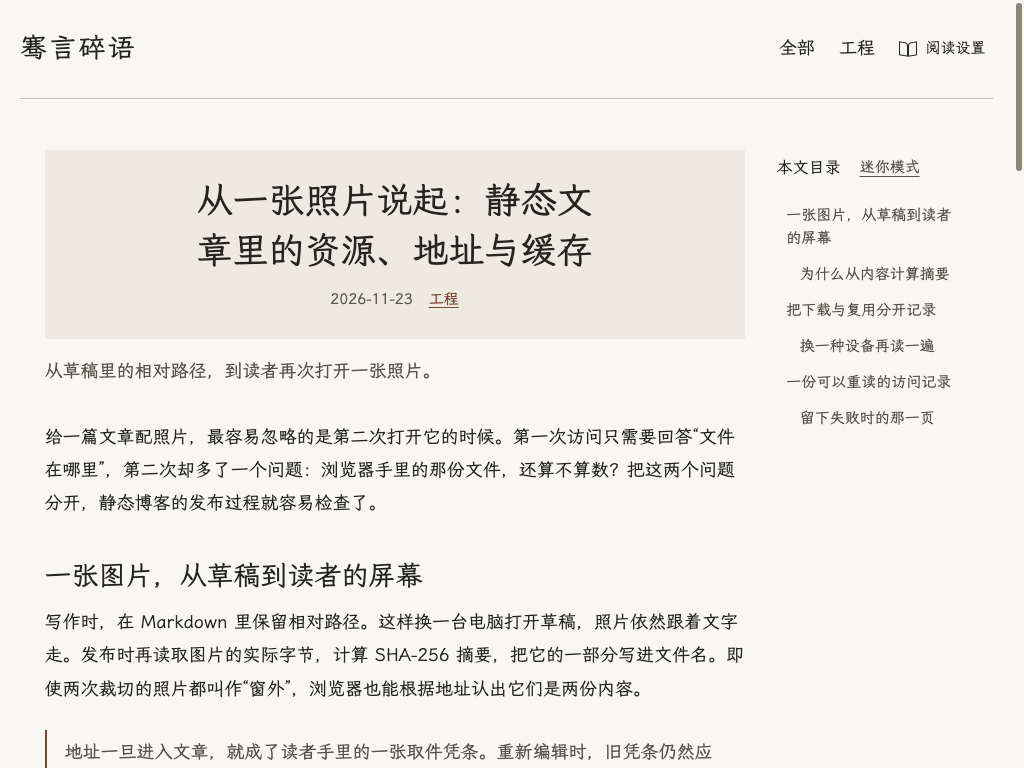 骞言碎语
全部 工程 阅读设置
从一张照片说起：静态文
章里的资源、地址与缓存
2026-11-23 工程
从草稿里的相对路径，到读者再次打开一张照片。
给一篇文章配照片，最容易忽略的是第二次打开它的时候。第一次访问只需要回答“文件
在哪里”，第二次却多了一个问题：浏览器手里的那份文件，还算不算数？把这两个问题
分开，静态博客的发布过程就容易检查了。
一张图片，从草稿到读者的屏幕
写作时，在 Markdown 里保留相对路径。这样换一台电脑打开草稿，照片依然跟着文字
走。发布时再读取图片的实际字节，计算 SHA-256 摘要，把它的一部分写进文件名。即
使两次裁切的照片都叫作“窗外”，浏览器也能根据地址认出它们是两份内容。
地址一旦进入文章，就成了读者手里的一张取件凭条。重新编辑时，旧凭条仍然应
本文目录 迷你模式
一张图片，从草稿到读者
的屏幕
为什么从内容计算摘要
把下载与复用分开记录
换一种设备再读一遍
一份可以重读的访问记录
留下失败时的那一页